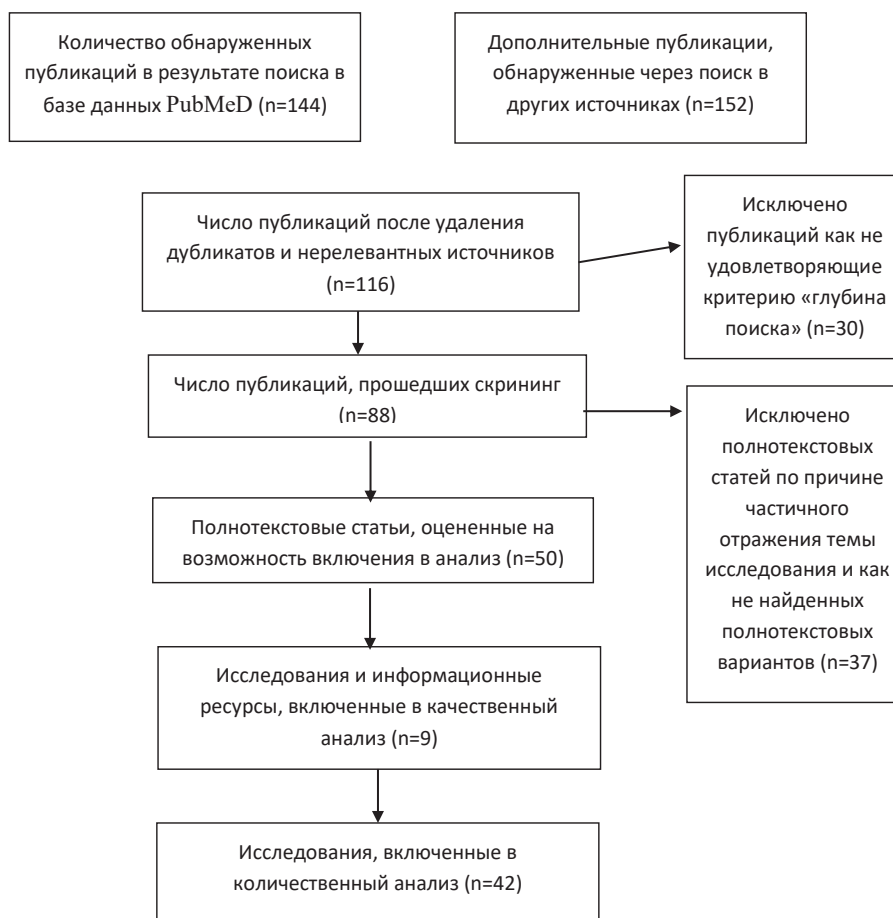 Количество обнаруженных
публикаций в результате поиска в
базе данных PubMeD (n=144)
Дополнительные публикации,
обнаруженные через поиск в
других источниках (n=152)
Число публикаций после удаления
дубликатов и нерелевантных источников
(n=116)
Исключено
публикаций как не
удовлетворяющие
критерию «глубина
поиска» (n=30)
Число публикаций, прошедших скрининг
(n=88)
Исключено
полнотекстовых
статей по причине
частичного
отражения темы
исследования и как
не найденных
полнотекстовых
вариантов (n=37)
Полнотекстовые статьи, оцененные на
возможность включения в анализ (n=50)
Исследования и информационные
ресурсы, включенные в качественный
анализ (n=9)
Исследования, включенные в
количественный анализ (n=42)